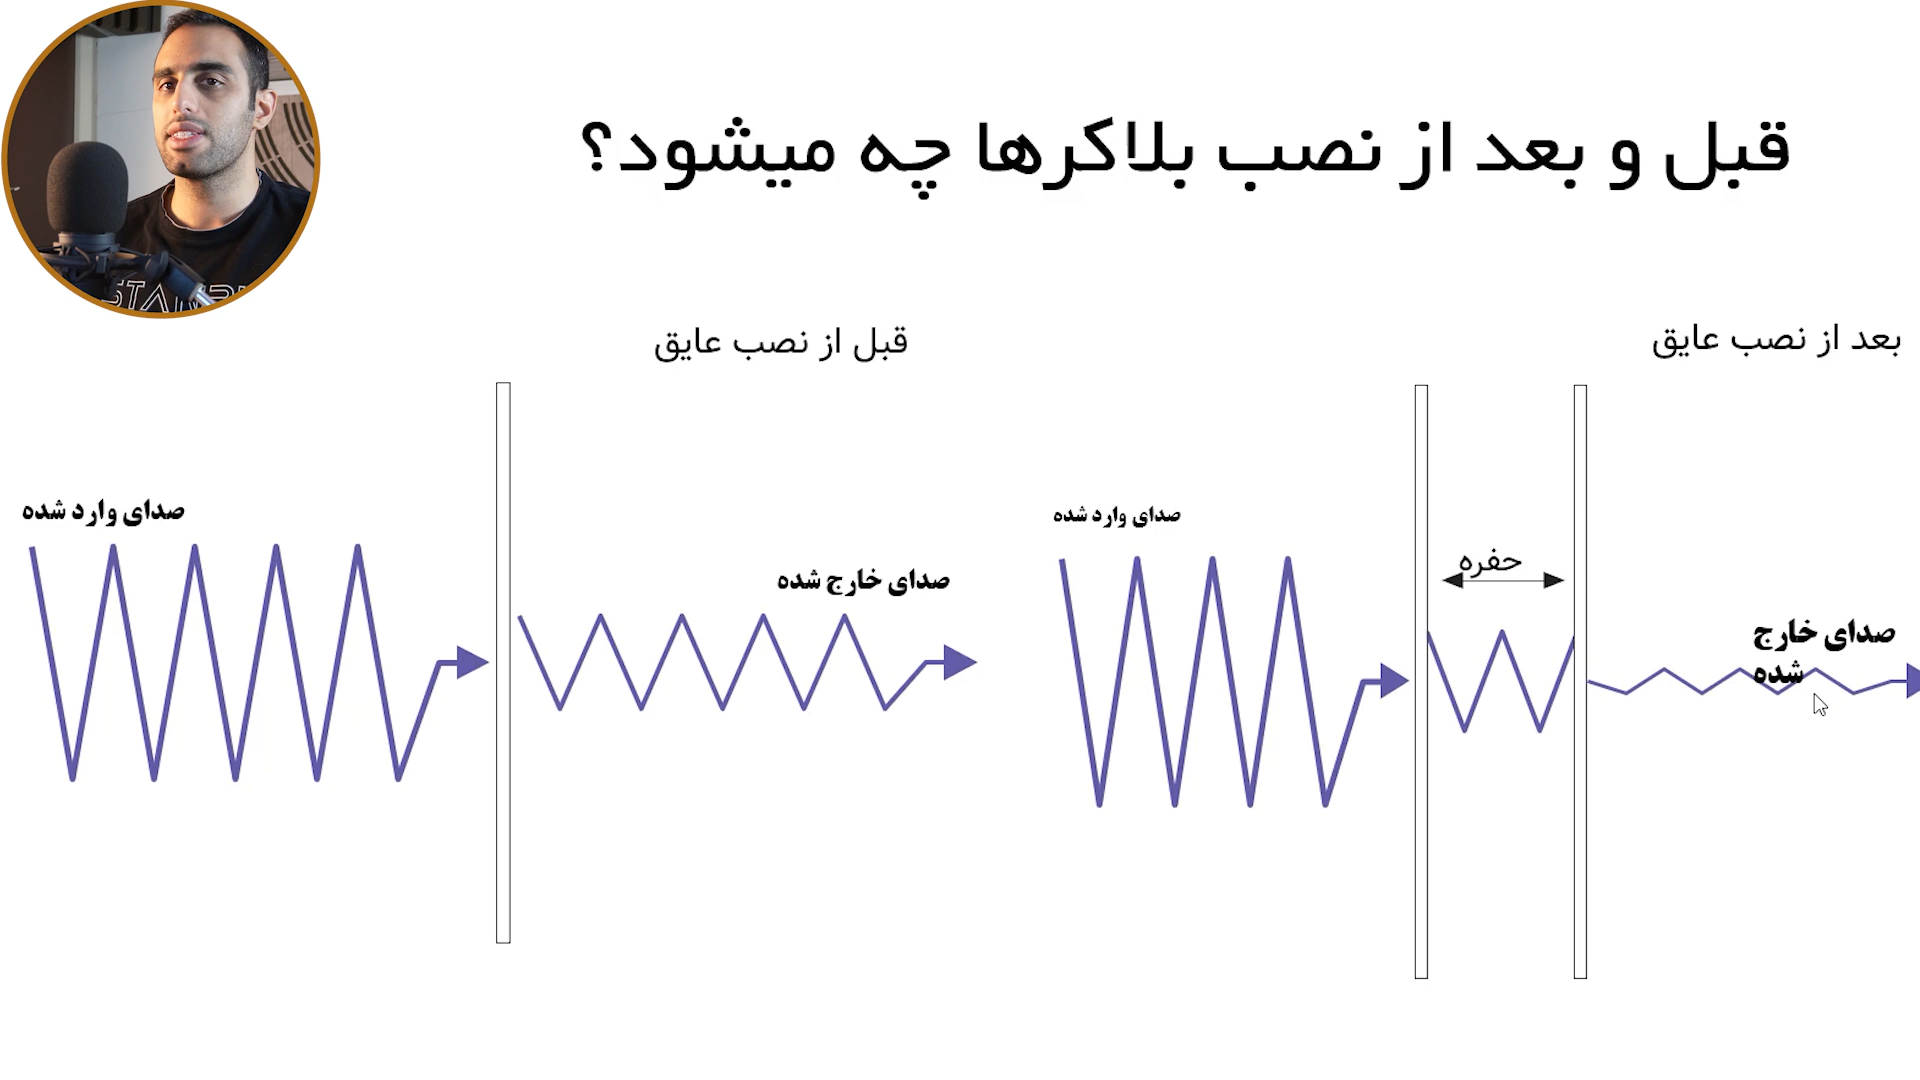 قبل و بعد از نصب بلاکرها چه میشود؟
بعد از نصب عایق
قبل از نصب عایق
صدای وارد شده
صدای خارج شده
صدای وارد شده
حفره
صدای خارج
شده